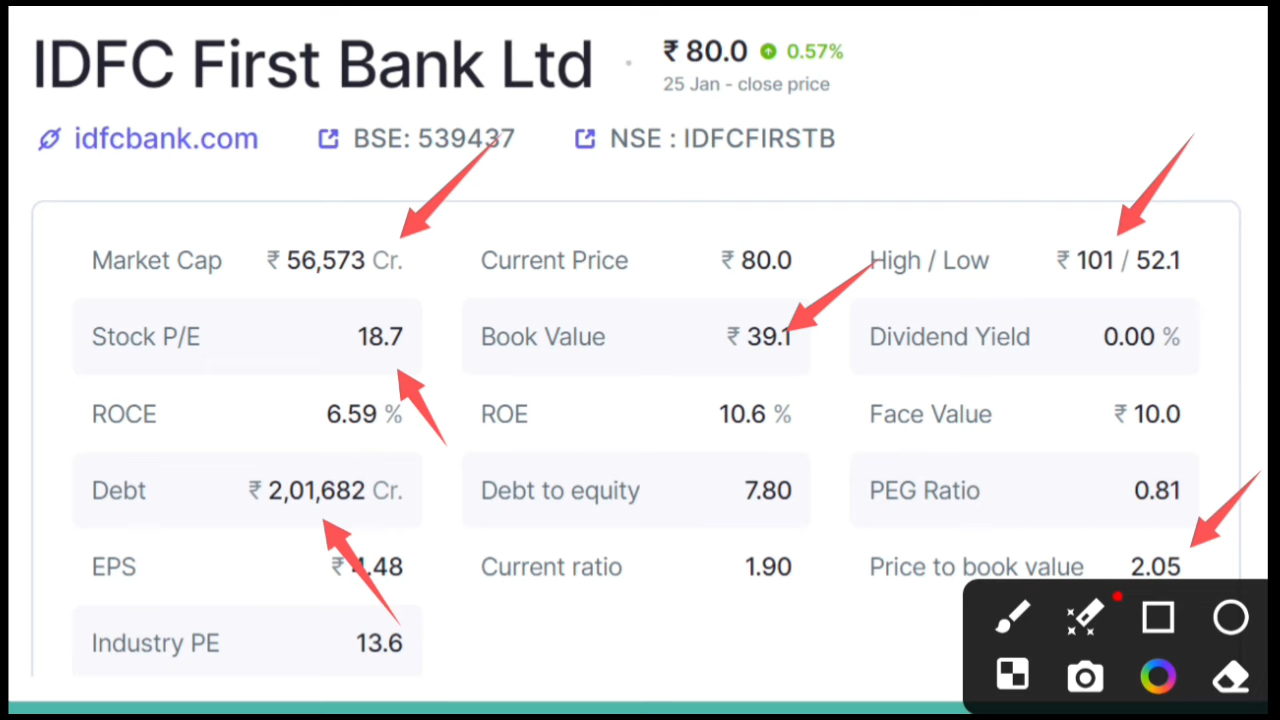 IDFC First Bank Ltd · ₹ 80.0 0.57%
25 Jan - close price
idfcbank.com BSE: 539437 NSE : IDFCFIRSTB
Market Cap ₹ 56,573 Cr. Current Price ₹ 80.0 High / Low ₹ 101 / 52.1
Stock P/E 18.7 Book Value ₹ 39.1 Dividend Yield 0.00 %
ROCE 6.59 % ROE 10.6 % Face Value ₹ 10.0
Debt ₹ 2,01,682 Cr. Debt to equity 7.80 PEG Ratio 0.81
EPS ₹ 4.48 Current ratio 1.90 Price to book value 2.05
Industry PE 13.6